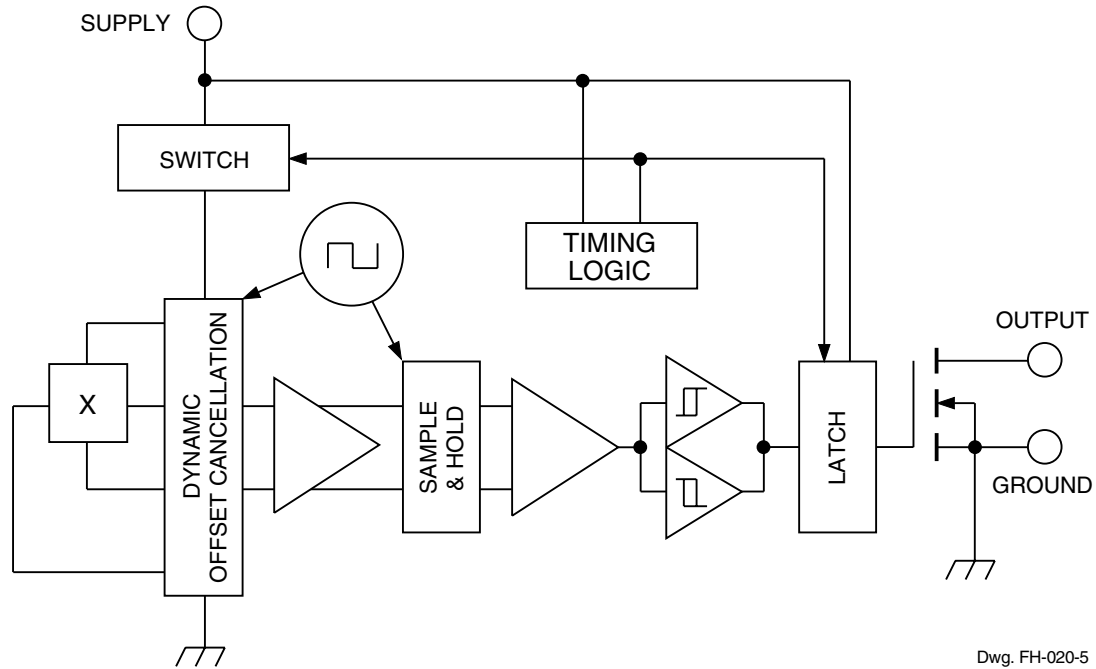 SUPPLY
SWITCH
TIMING
LOGIC
X
DYNAMIC
OFFSET CANCELLATION
SAMPLE
& HOLD
LATCH
OUTPUT
GROUND
Dwg. FH-020-5